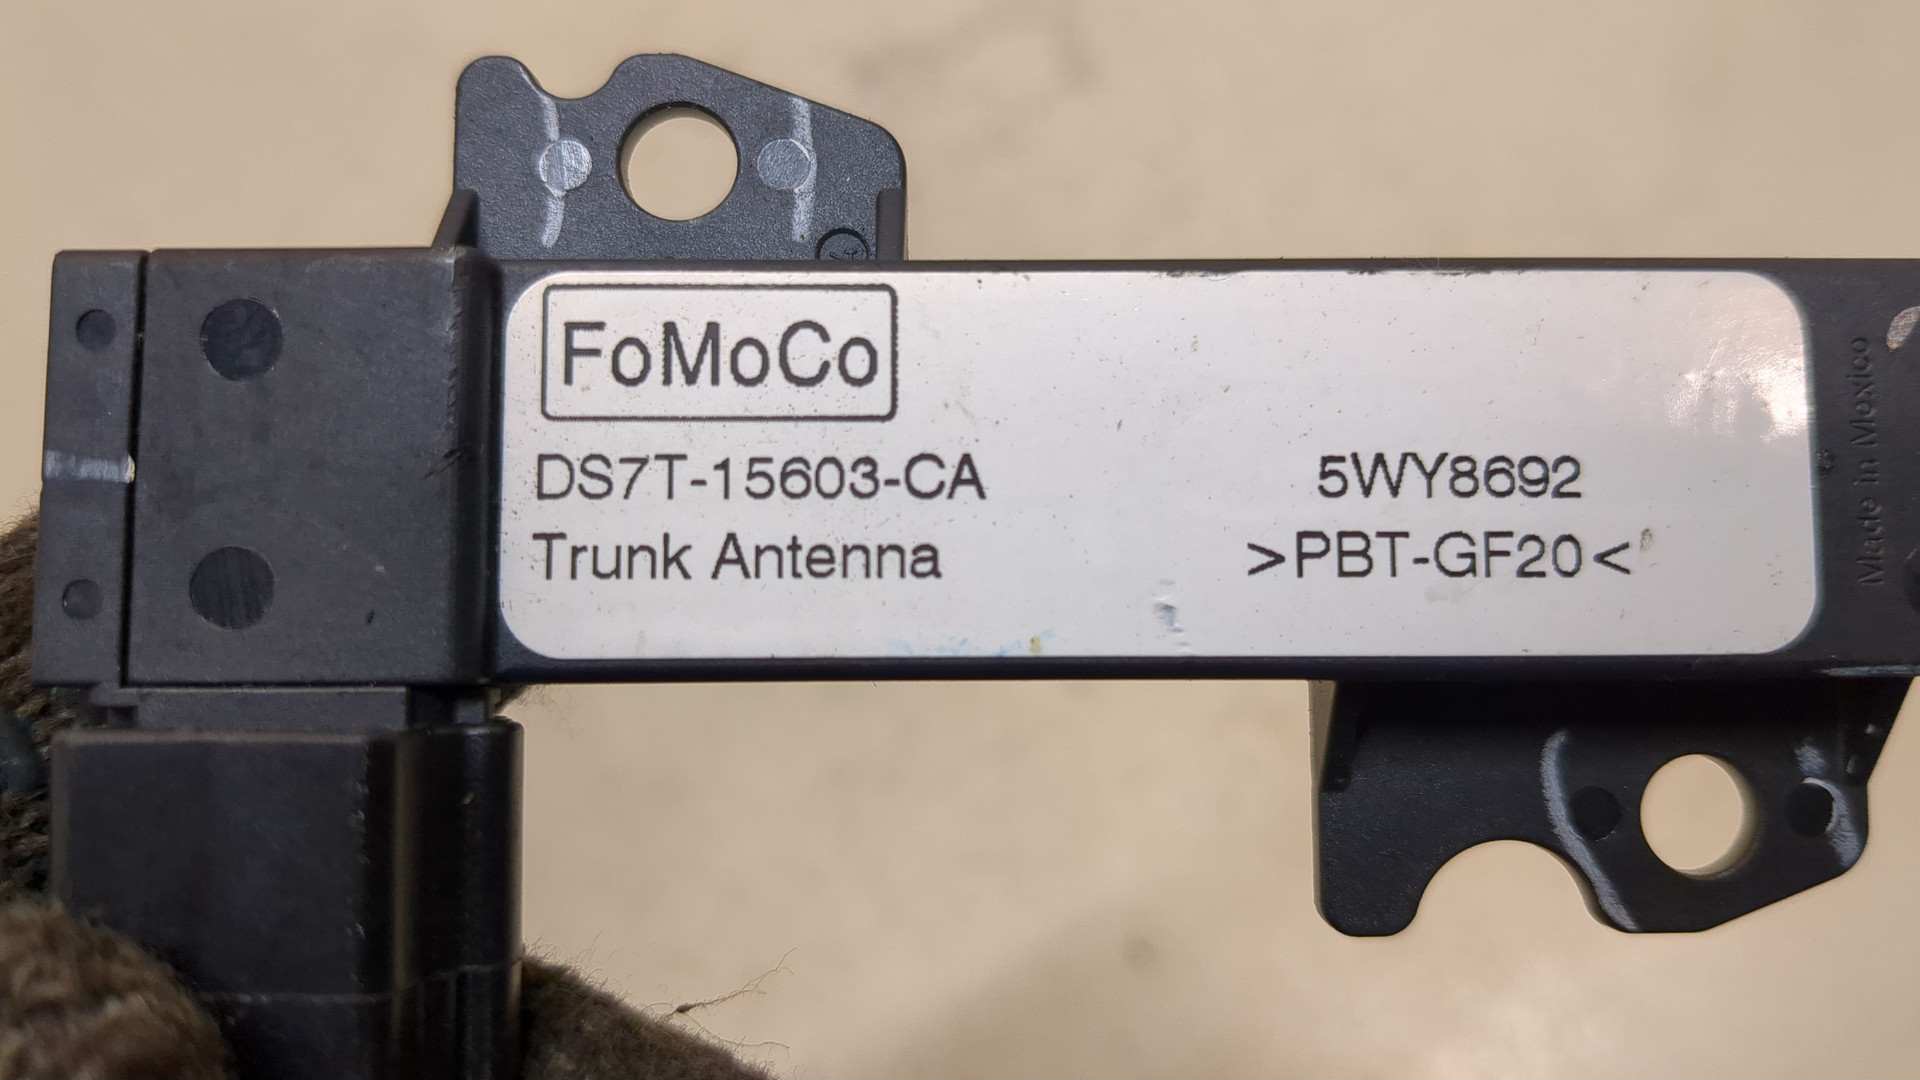 FoMoCo
DS7T-15603-CA
5WY8692
Trunk Antenna
>PBT-GF20<
Made in Mexico